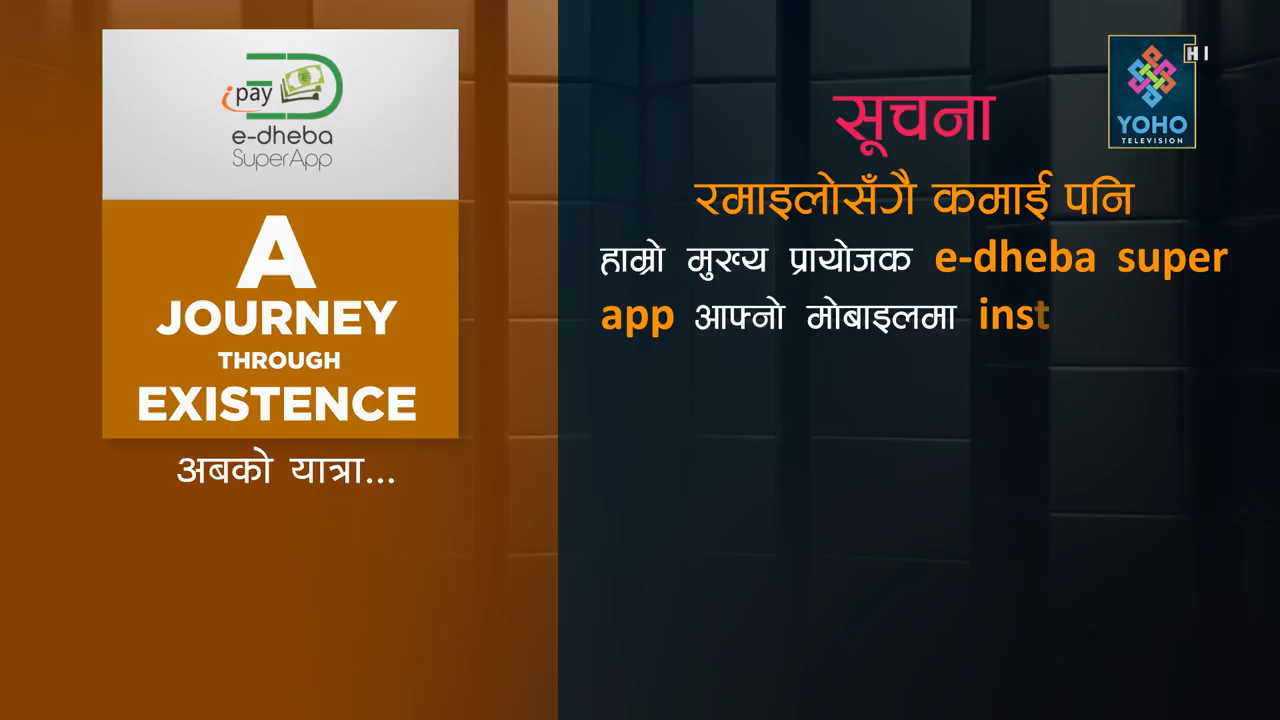 ipay
e-dheba
SuperApp
A
JOURNEY
THROUGH
EXISTENCE
अबको यात्रा...
सूचना
रमाइलोसँगै कमाई पनि
हाम्रो मुख्य प्रायोजक e-dheba super
app आफ्नो मोबाइलमा inst
H
YOHO
TELEVISION